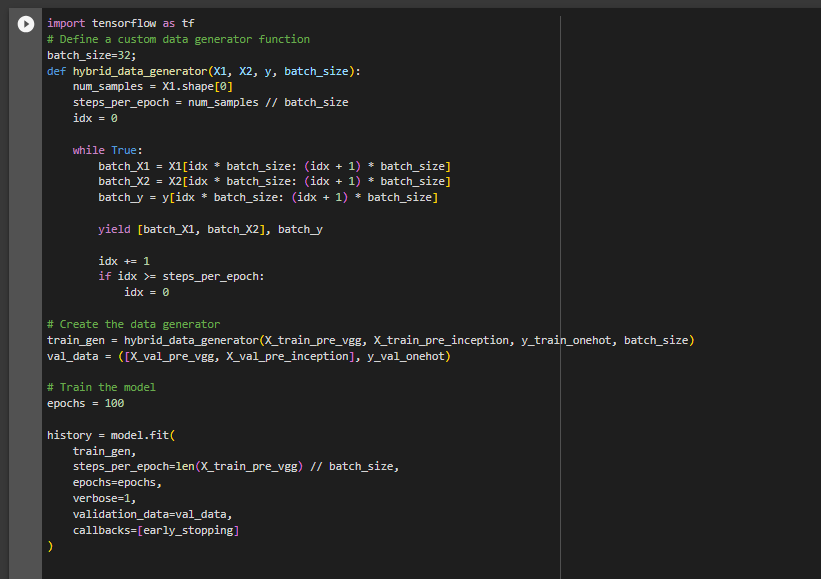 import tensorflow as tf
# Define a custom data generator function
batch_size=32;
def hybrid_data_generator(X1, X2, y, batch_size):
    num_samples = X1.shape[0]
    steps_per_epoch = num_samples // batch_size
    idx = 0

    while True:
        batch_X1 = X1[idx * batch_size: (idx + 1) * batch_size]
        batch_X2 = X2[idx * batch_size: (idx + 1) * batch_size]
        batch_y = y[idx * batch_size: (idx + 1) * batch_size]

        yield [batch_X1, batch_X2], batch_y

        idx += 1
        if idx >= steps_per_epoch:
            idx = 0

# Create the data generator
train_gen = hybrid_data_generator(X_train_pre_vgg, X_train_pre_inception, y_train_onehot, batch_size)
val_data = ([X_val_pre_vgg, X_val_pre_inception], y_val_onehot)

# Train the model
epochs = 100

history = model.fit(
    train_gen,
    steps_per_epoch=len(X_train_pre_vgg) // batch_size,
    epochs=epochs,
    verbose=1,
    validation_data=val_data,
    callbacks=[early_stopping]
)